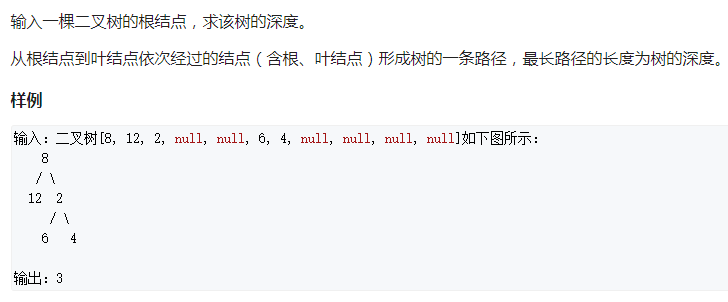 输入一棵二叉树的根结点，求该树的深度。
从根结点到叶结点依次经过的结点（含根、叶结点）形成树的一条路径，最长路径的长度为树的深度。
样例
输入：二叉树[8, 12, 2, null, null, 6, 4, null, null, null, null]如下图所示：
    8
   / \
  12  2
     / \
    6   4
输出：3